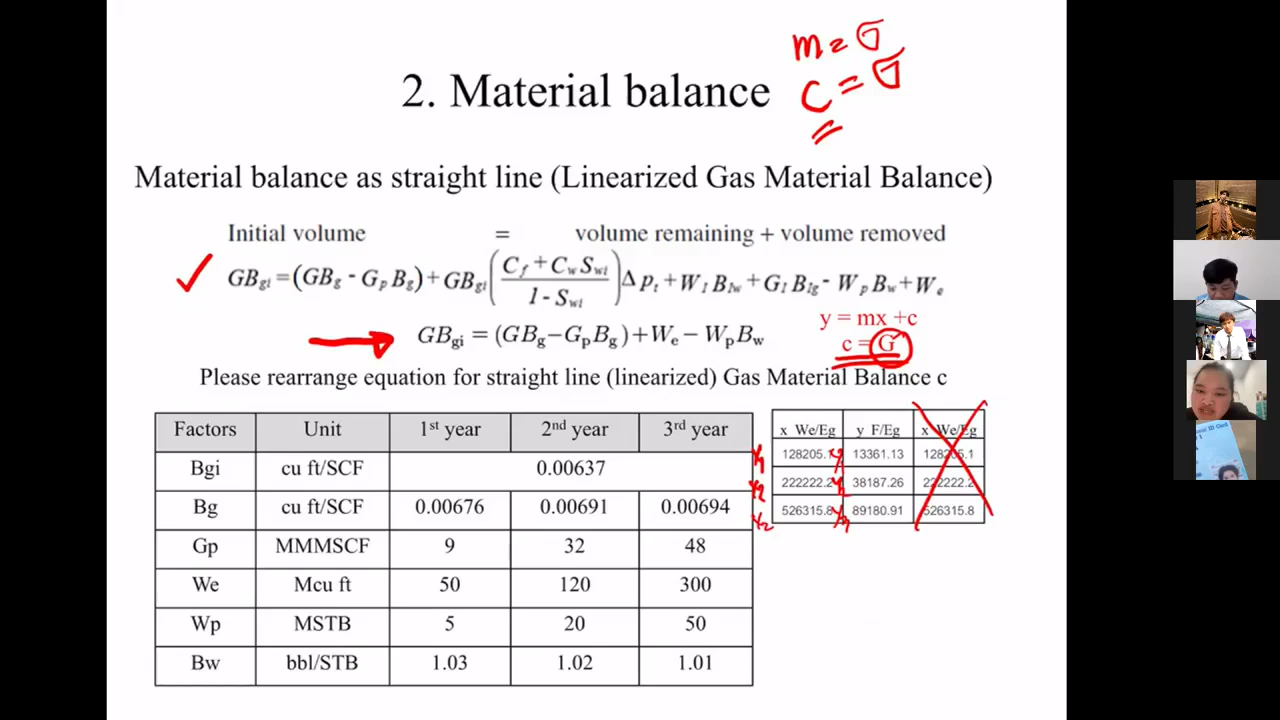 m = G
2. Material balance
c = G
Material balance as straight line (Linearized Gas Material Balance)
Initial volume = volume remaining + volume removed
GBgi = (GBg - GpBg) + GBgi ( Cf + CwSwi / 1 - Swi ) Δpt + WIBIw + GIBIg - WpBw + We
y = mx +c
GBgi = (GBg − GpBg) + We − WpBw
c = G
Please rearrange equation for straight line (linearized) Gas Material Balance c
Factors Unit 1st year 2nd year 3rd year
Bgi cu ft/SCF 0.00637
Bg cu ft/SCF 0.00676 0.00691 0.00694
Gp MMMSCF 9 32 48
We Mcu ft 50 120 300
Wp MSTB 5 20 50
Bw bbl/STB 1.03 1.02 1.01
x We/Eg y F/Eg x We/Eg
128205.1 13361.13 128205.1
222222.2 38187.26 222222.2
526315.8 89180.91 526315.8